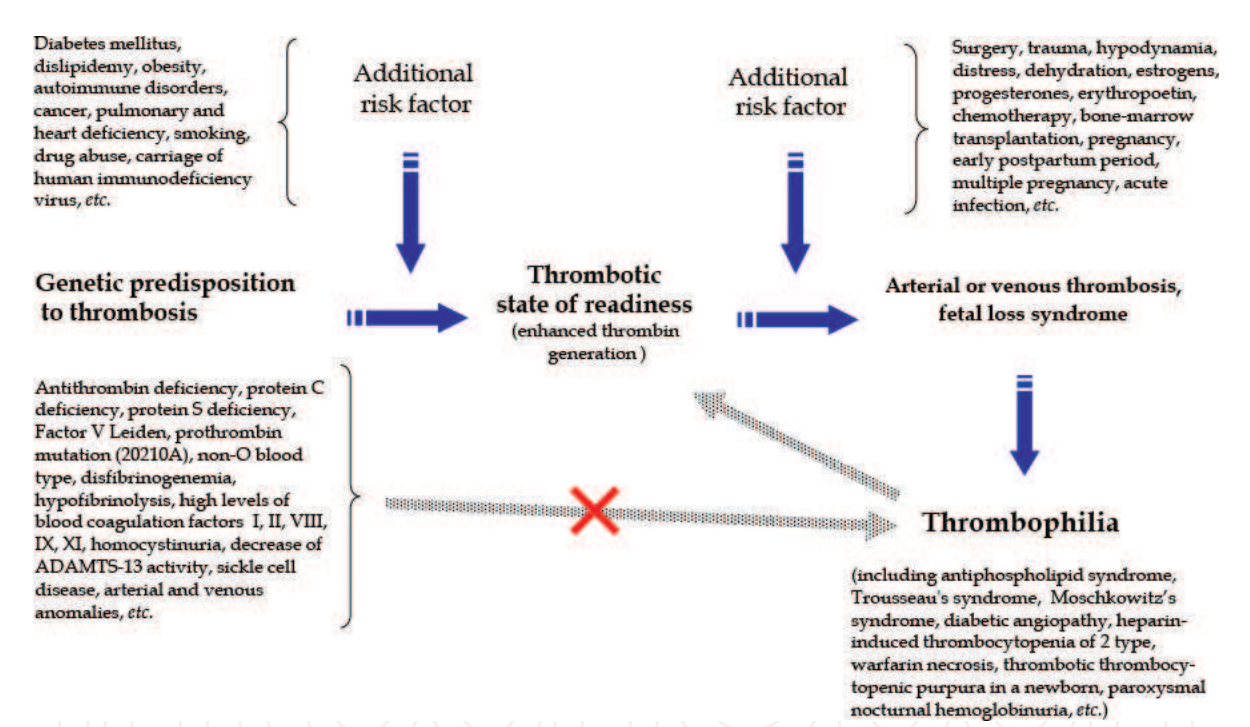 Diabetes mellitus,
dislipidemy, obesity,
autoimmune disorders,
cancer, pulmonary and
heart deficiency, smoking,
drug abuse, carriage of
human immunodeficiency
virus, etc.
Additional
risk factor
Additional
risk factor
Surgery, trauma, hypodynamia,
distress, dehydration, estrogens,
progesterones, erythropoetin,
chemotherapy, bone-marrow
transplantation, pregnancy,
early postpartum period,
multiple pregnancy, acute
infection, etc.
Genetic predisposition
to thrombosis
Thrombotic
state of readiness
(enhanced thrombin
generation )
Arterial or venous thrombosis,
fetal loss syndrome
Antithrombin deficiency, protein C
deficiency, protein S deficiency,
Factor V Leiden, prothrombin
mutation (20210A), non-O blood
type, disfibrinogenemia,
hypofibrinolysis, high levels of
blood coagulation factors I, II, VIII,
IX, XI, homocystinuria, decrease of
ADAMTS-13 activity, sickle cell
disease, arterial and venous
anomalies, etc.
Thrombophilia
(including antiphospholipid syndrome,
Trousseau's syndrome, Moschkowitz's
syndrome, diabetic angiopathy, heparin-
induced thrombocytopenia of 2 type,
warfarin necrosis, thrombotic thrombocy-
topenic purpura in a newborn, paroxysmal
nocturnal hemoglobinuria, etc.)